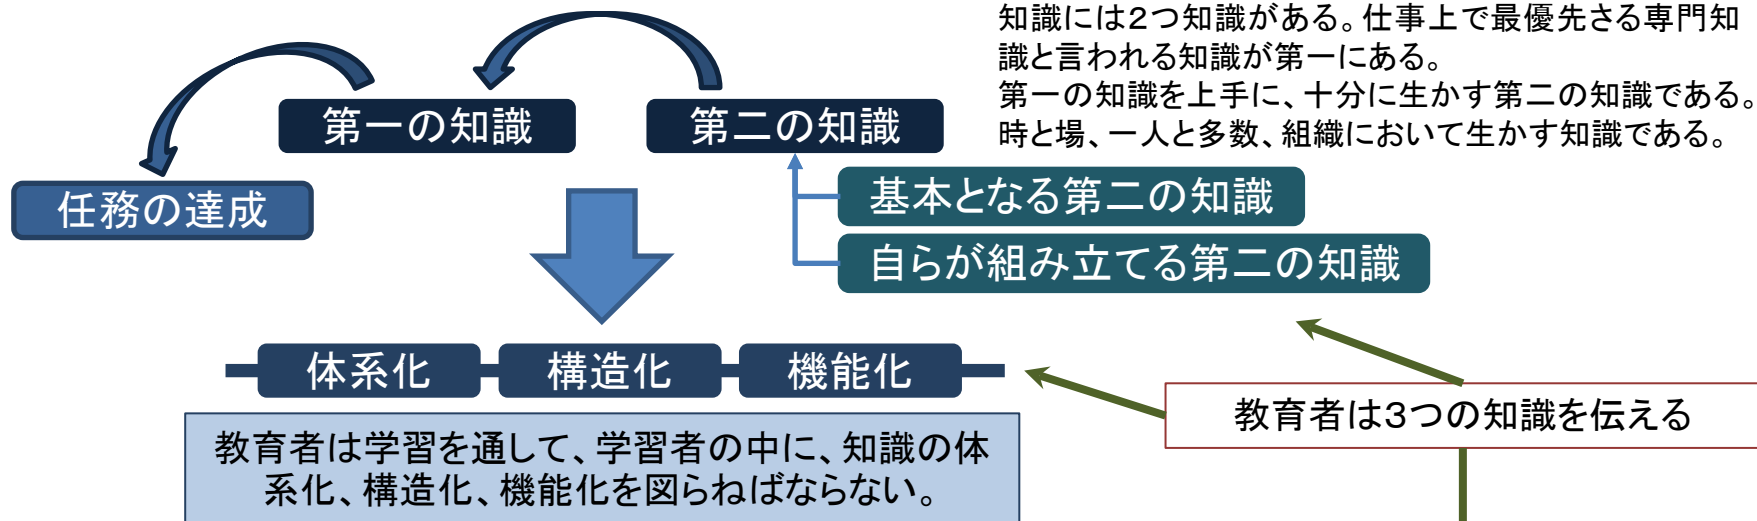 知識には２つ知識がある。仕事上で最優先さる専門知
識と言われる知識が第一にある。
第一の知識を上手に、十分に生かす第二の知識である。
時と場、一人と多数、組織において生かす知識である。
第一の知識
第二の知識
任務の達成
基本となる第二の知識
自らが組み立てる第二の知識
体系化
構造化
機能化
教育者は３つの知識を伝える
教育者は学習を通して、学習者の中に、知識の体
系化、構造化、機能化を図らねばならない。